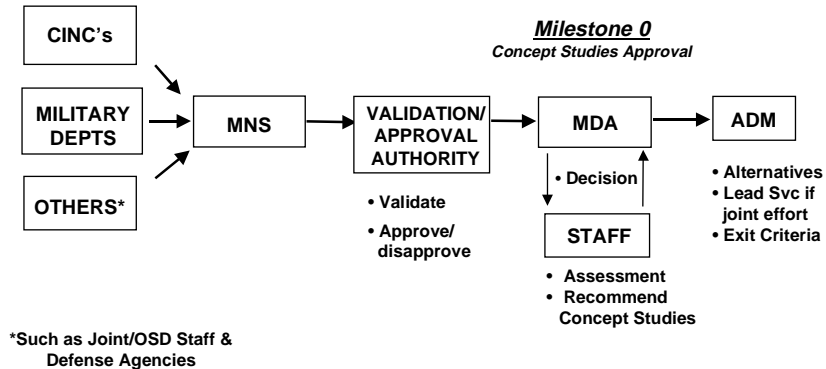 CINC's
Milestone 0
Concept Studies Approval
MILITARY
DEPTS
MNS
VALIDATION/
APPROVAL
AUTHORITY
MDA
ADM
OTHERS*
• Validate
• Approve/
disapprove
• Decision
STAFF
• Assessment
• Recommend
Concept Studies
• Alternatives
• Lead Svc if
joint effort
• Exit Criteria
*Such as Joint/OSD Staff &
Defense Agencies